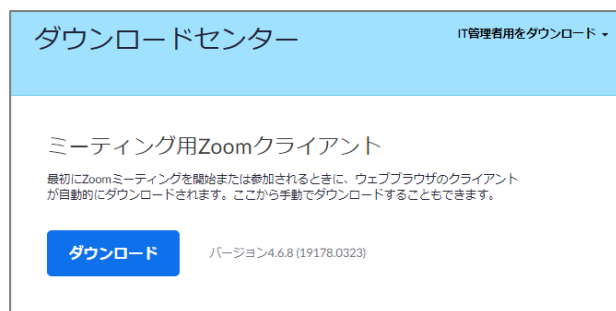 ダウンロードセンター
IT管理者用をダウンロード
ミーティング用Zoomクライアント
最初にZoomミーティングを開始または参加されるときに、ウェブブラウザのクライアント
が自動的にダウンロードされます。ここから手動でダウンロードすることもできます。
ダウンロード
バージョン4.6.8 (19178.0323)